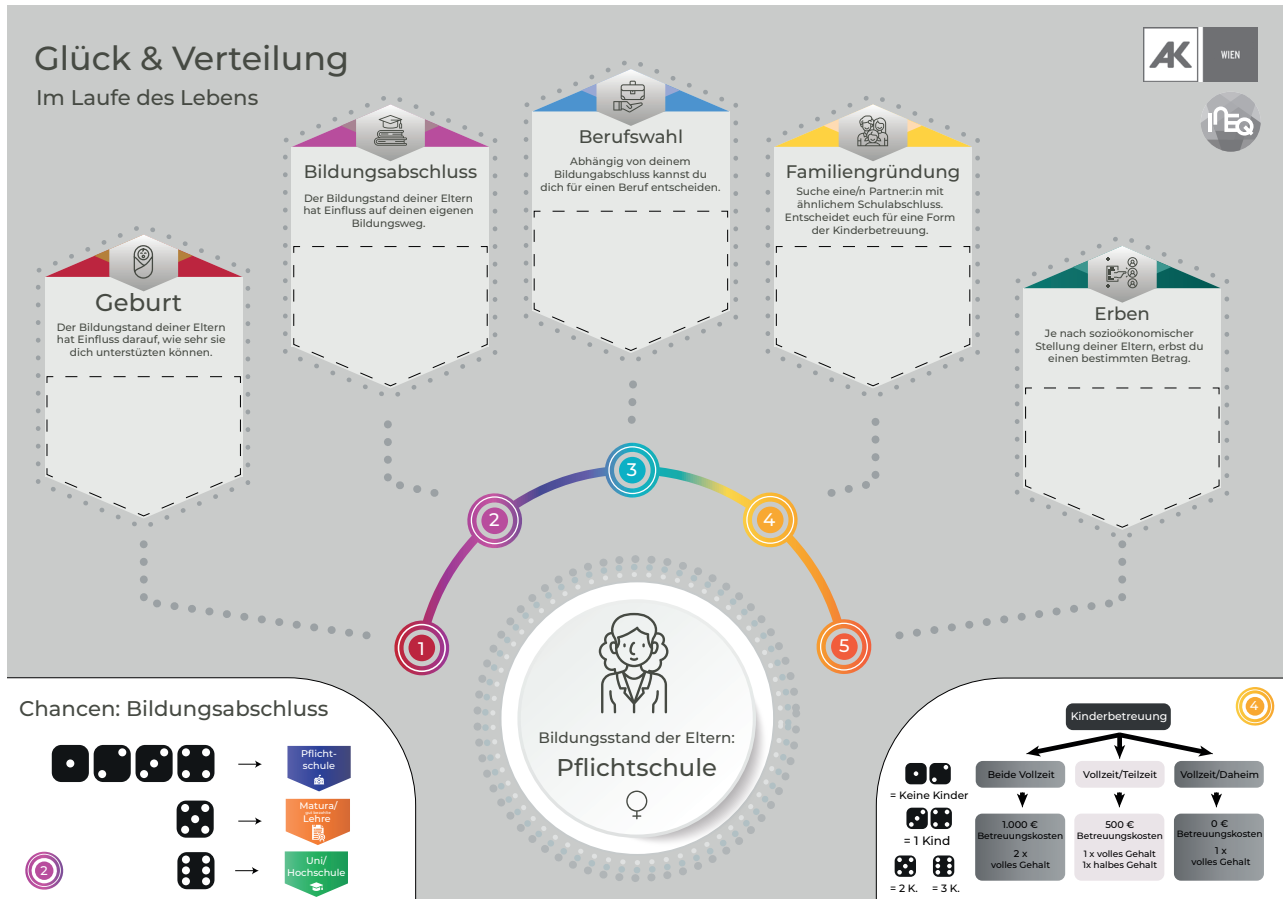 Glück & Verteilung
Im Laufe des Lebens
AK
WIEN
INEQ
Geburt
Der Bildungstand deiner Eltern
hat Einfluss darauf, wie sehr sie
dich unterstüzten können.
Bildungsabschluss
Der Bildungstand deiner Eltern
hat Einfluss auf deinen eigenen
Bildungsweg.
Berufswahl
Abhängig von deinem
Bildungabschluss kannst du
dich für einen Beruf entscheiden.
Familiengründung
Suche eine/n Partner:in mit
ähnlichem Schulabschluss.
Entscheidet euch für eine Form
der Kinderbetreuung.
Erben
Je nach sozioökonomischer
Stellung deiner Eltern, erbst du
einen bestimmten Betrag.
1
2
3
4
5
Bildungsstand der Eltern:
Pflichtschule
Chancen: Bildungsabschluss
Pflicht-
schule
Matura/
Lehre
Uni/
Hochschule
2
4
Kinderbetreuung
Beide Vollzeit
Vollzeit/Teilzeit
Vollzeit/Daheim
= Keine Kinder
= 1 Kind
= 2 K.
= 3 K.
1.000 €
Betreuungskosten
2 x
volles Gehalt
500 €
Betreuungskosten
1 x volles Gehalt
1x halbes Gehalt
0 €
Betreuungskosten
1 x
volles Gehalt